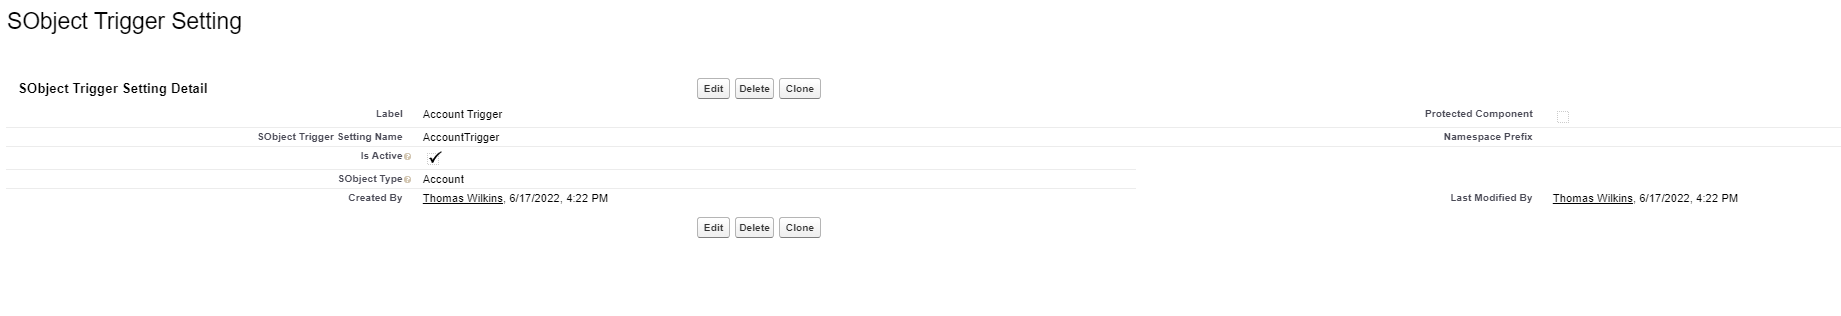 SObject Trigger Setting
SObject Trigger Setting Detail Edit Delete Clone
Label Account Trigger Protected Component
SObject Trigger Setting Name AccountTrigger Namespace Prefix
Is Active
SObject Type Account
Created By Thomas Wilkins, 6/17/2022, 4:22 PM Last Modified By Thomas Wilkins, 6/17/2022, 4:22 PM
Edit Delete Clone